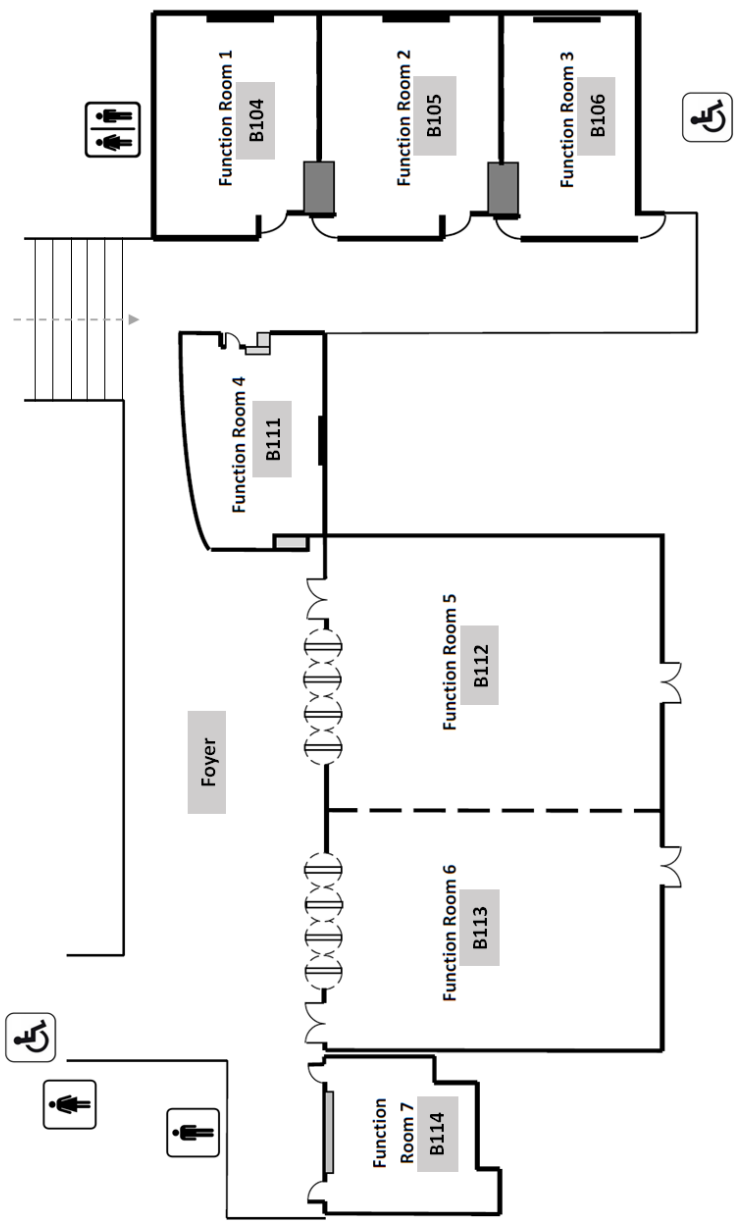 Function Room 1
B104
Function Room 2
B105
Function Room 3
B106
Function Room 4
B111
Function Room 5
B112
Foyer
Function Room 6
B113
Function
Room 7
B114